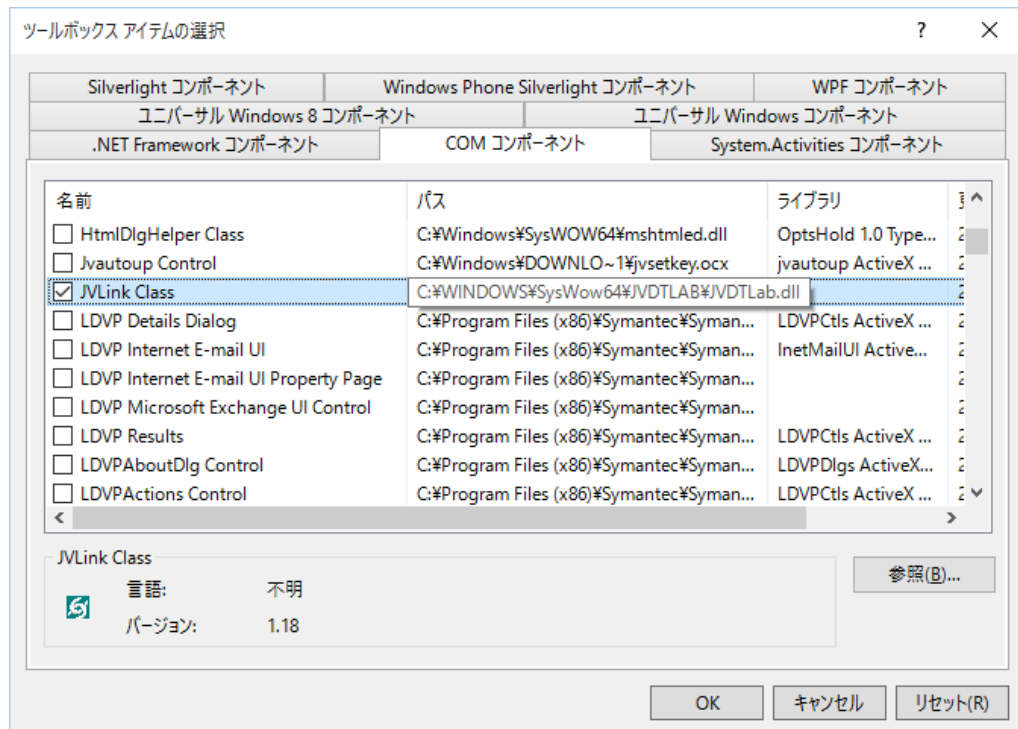 ツールボックス アイテムの選択 ? ×
Silverlight コンポーネント Windows Phone Silverlight コンポーネント WPF コンポーネント
ユニバーサル Windows 8 コンポーネント ユニバーサル Windows コンポーネント
.NET Framework コンポーネント COM コンポーネント System.Activities コンポーネント
名前 パス ライブラリ
HtmlDlgHelper Class C:¥Windows¥SysWOW64¥mshtmled.dll OptsHold 1.0 Type... 2
Jvautoup Control C:¥Windows¥DOWNLO~1¥jvsetkey.ocx jvautoup ActiveX ... 2
JVLink Class C:¥WINDOWS¥SysWow64¥JVDTLAB¥JVDTLab.dll 2
LDVP Details Dialog C:¥Program Files (x86)¥Symantec¥Syman... LDVPCtls ActiveX ... 2
LDVP Internet E-mail UI C:¥Program Files (x86)¥Symantec¥Syman... InetMailUI Active... 2
LDVP Internet E-mail UI Property Page C:¥Program Files (x86)¥Symantec¥Syman... 2
LDVP Microsoft Exchange UI Control C:¥Program Files (x86)¥Symantec¥Syman... 2
LDVP Results C:¥Program Files (x86)¥Symantec¥Syman... LDVPCtls ActiveX ... 2
LDVPAboutDlg Control C:¥Program Files (x86)¥Symantec¥Syman... LDVPDlgs ActiveX... 2
LDVPActions Control C:¥Program Files (x86)¥Symantec¥Syman... LDVPCtls ActiveX ... 2
JVLink Class
言語: 不明
バージョン: 1.18
参照(B)...
OK キャンセル リセット(R)